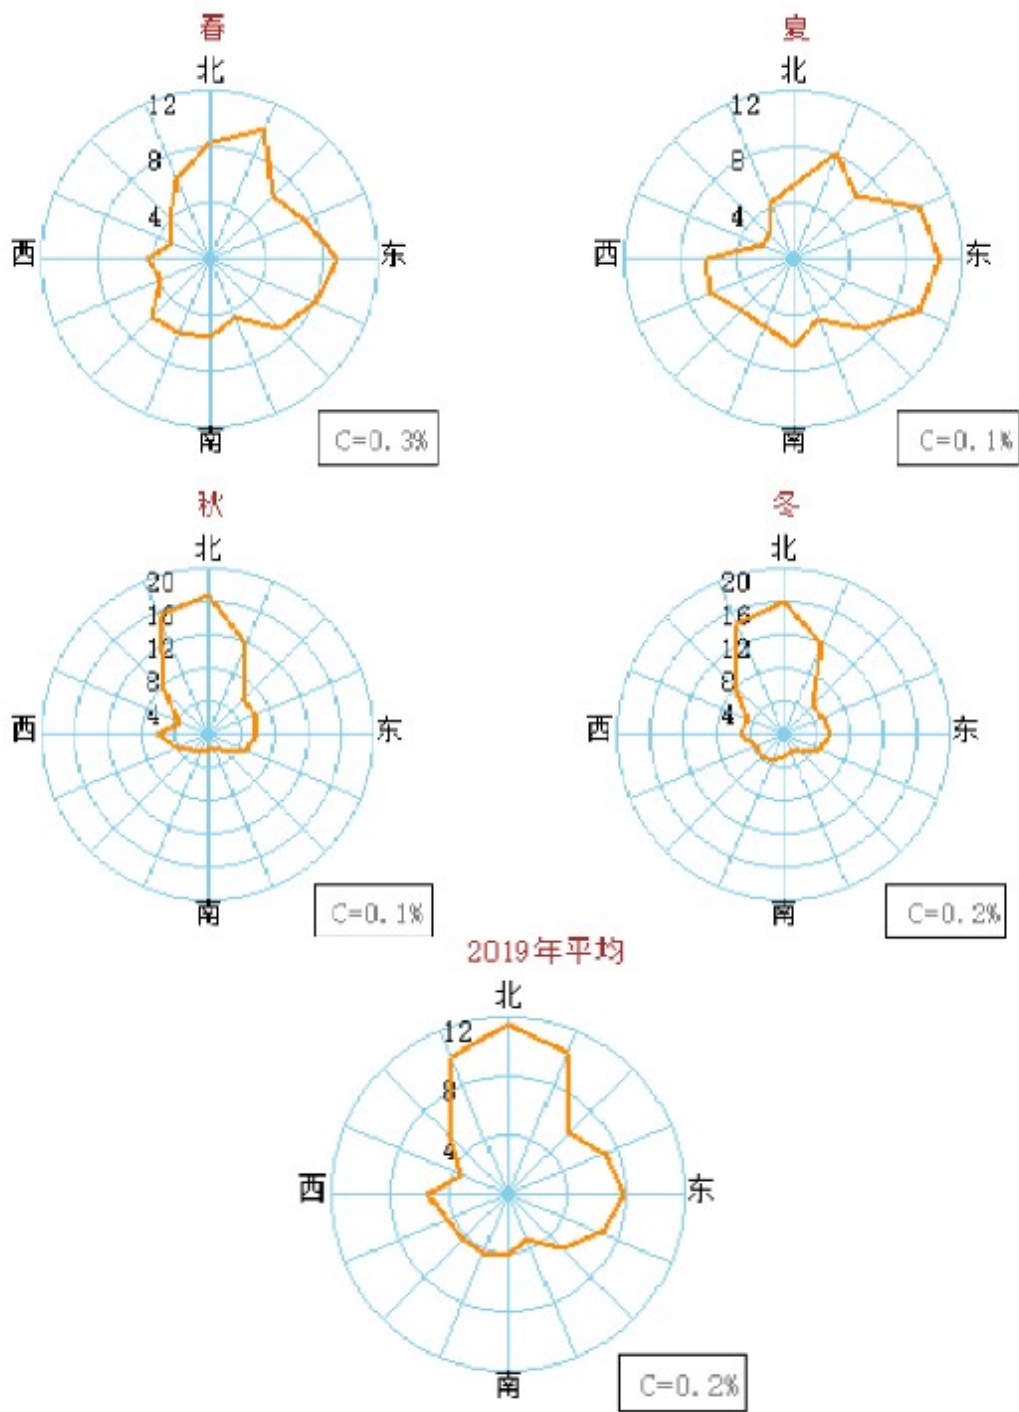 春
北
12
8
4
西
东
南
C=0.3%
夏
北
12
8
4
西
东
南
C=0.1%
秋
北
20
16
12
8
4
西
东
南
C=0.1%
冬
北
20
16
12
8
4
西
东
南
C=0.2%
2019年平均
北
12
8
4
西
东
南
C=0.2%